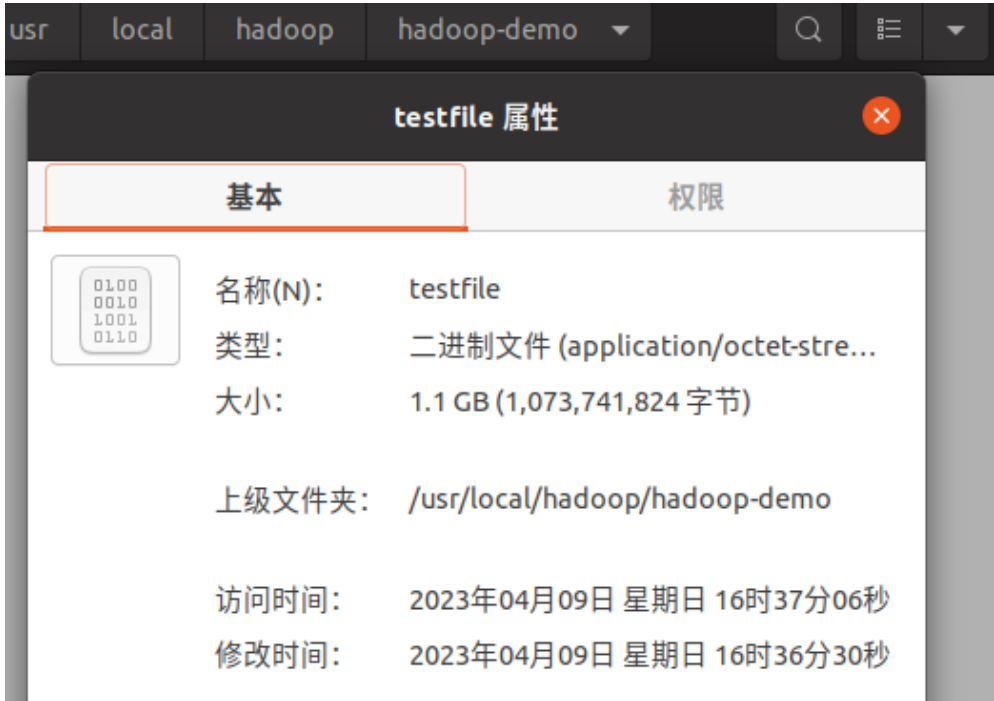 usr local hadoop hadoop-demo
testfile 属性
基本 权限
0100
0010
1001
0110
名称(N)： testfile
类型： 二进制文件 (application/octet-stre…
大小： 1.1 GB (1,073,741,824 字节)
上级文件夹： /usr/local/hadoop/hadoop-demo
访问时间： 2023年04月09日 星期日 16时37分06秒
修改时间： 2023年04月09日 星期日 16时36分30秒